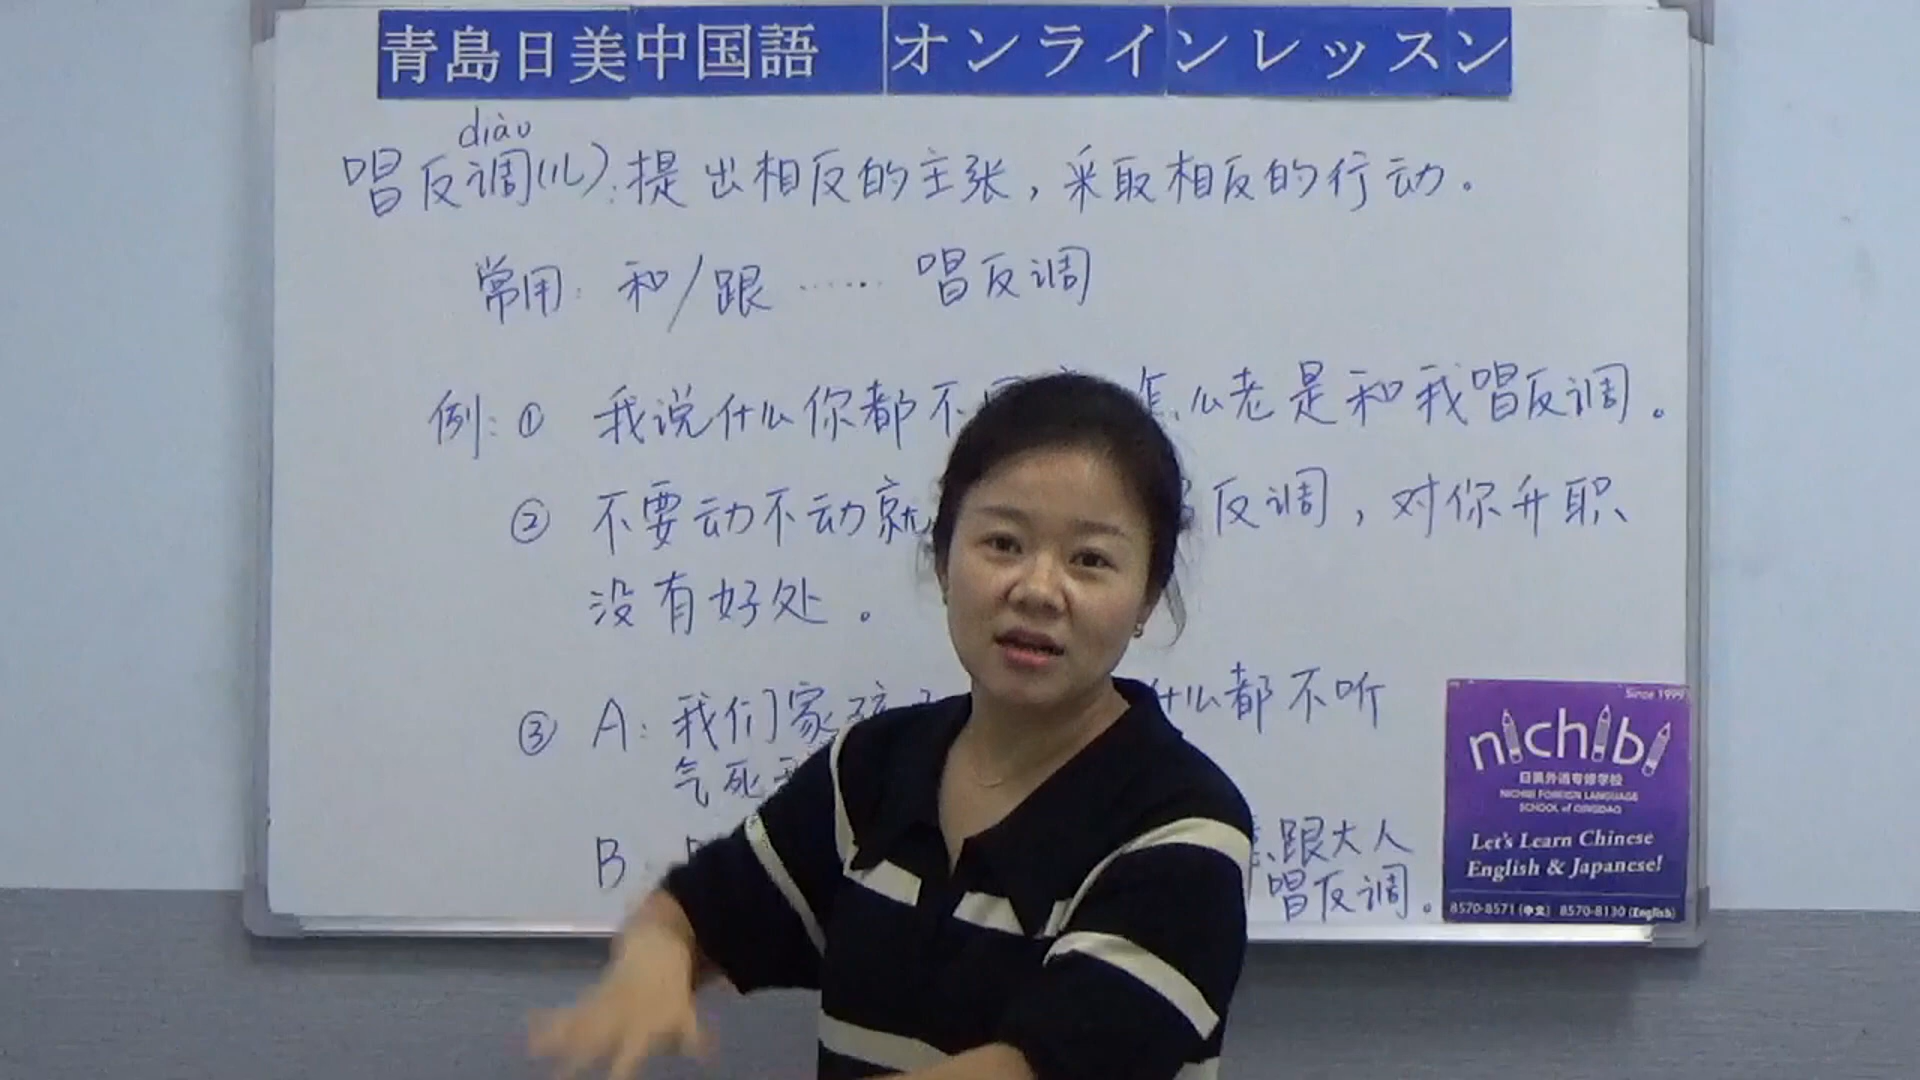 青島日美中国語 オンラインレッスン
diào
唱反调(儿):提出相反的主张,采取相反的行动。
常用:和/跟……唱反调
例:① 我说什么你都不 怎么老是和我唱反调。
② 不要动不动就 反调,对你升职、
没有好处。
③ A:我们家孩 什么都不听
气死
B: 跟大人
唱反调。
Since 1999
nichibi
日美外语专修学校
NICHIBI FOREIGN LANGUAGE
SCHOOL of QINGDAO
Let's Learn Chinese
English & Japanese!
8570-8571 (中文) 8570-8130 (English)